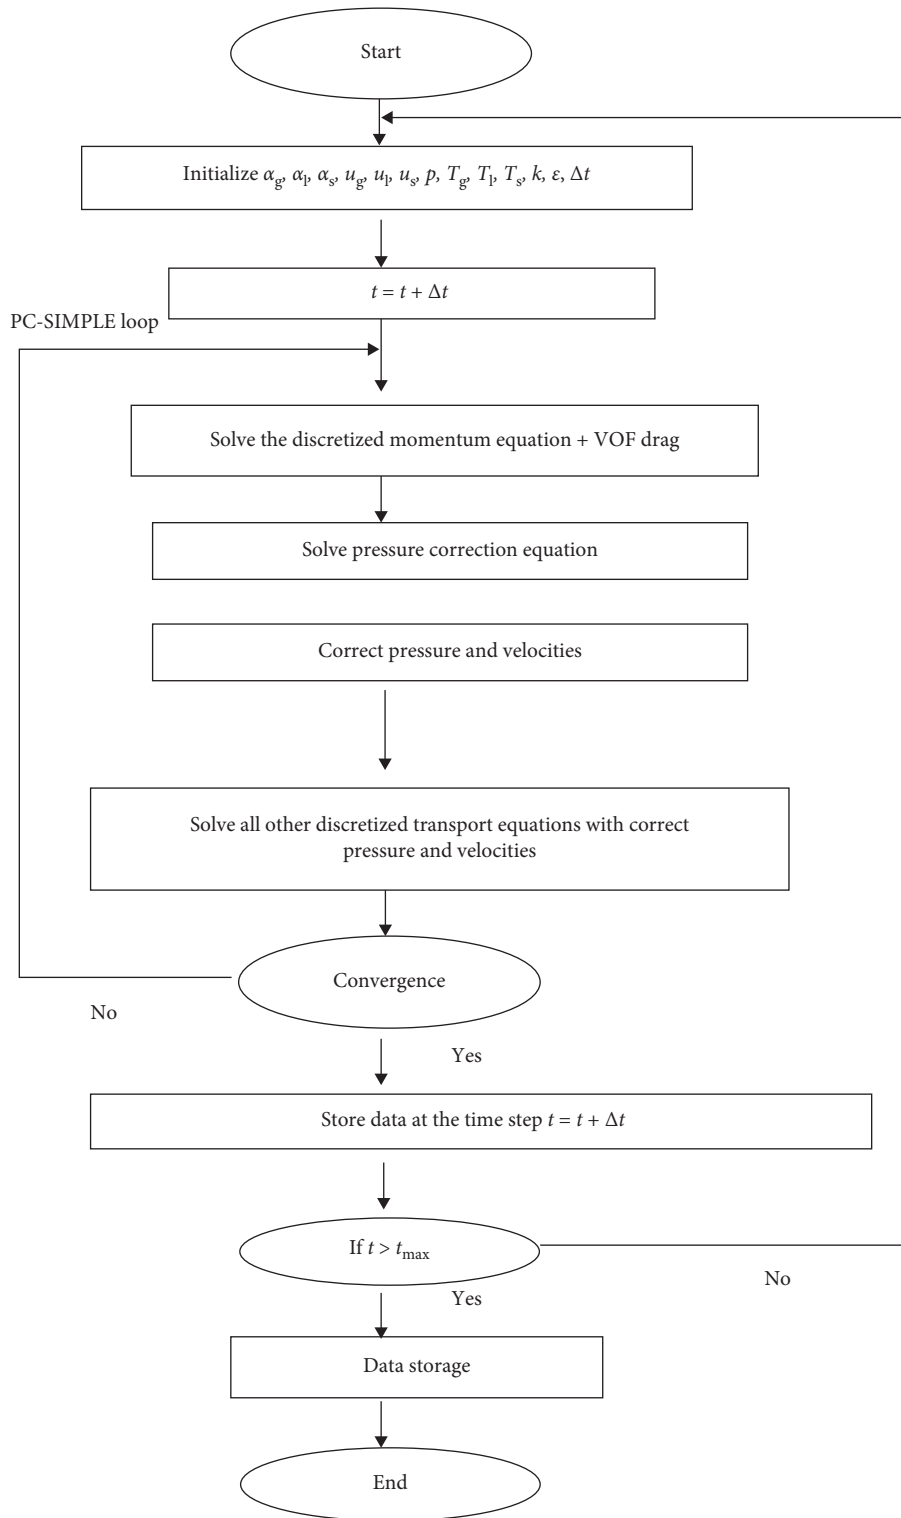 Start
Initialize α_g, α_l, α_s, u_g, u_l, u_s, p, T_g, T_l, T_s, k, ε, Δt
t = t + Δt
PC-SIMPLE loop
Solve the discretized momentum equation + VOF drag
Solve pressure correction equation
Correct pressure and velocities
Solve all other discretized transport equations with correct
pressure and velocities
Convergence
No
Yes
Store data at the time step t = t + Δt
If t > t_max
No
Yes
Data storage
End